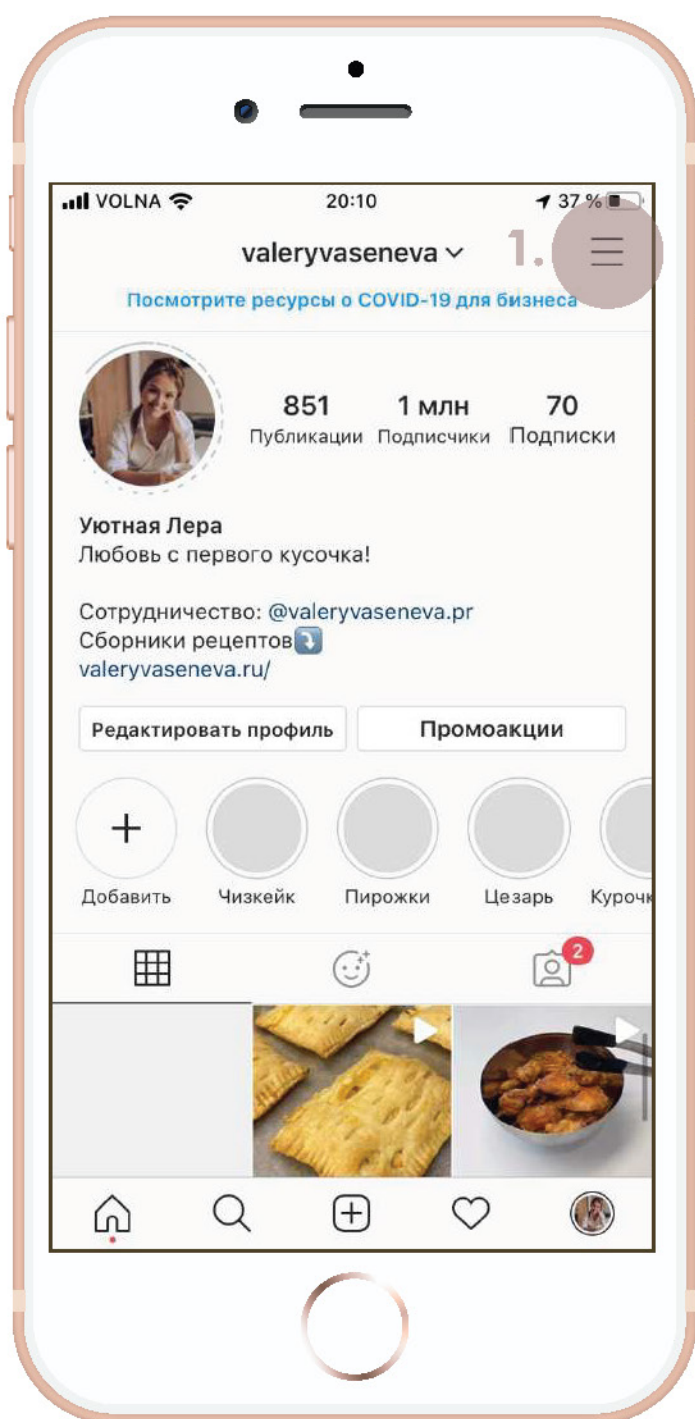 VOLNA 20:10 37 %
valeryvaseneva 1.
Посмотрите ресурсы о COVID-19 для бизнеса
851 1 млн 70
Публикации Подписчики Подписки
Уютная Лера
Любовь с первого кусочка!
Сотрудничество: @valeryvaseneva.pr
Сборники рецептов⤵️
valeryvaseneva.ru/
Редактировать профиль Промоакции
Добавить Чизкейк Пирожки Цезарь Курочк
2